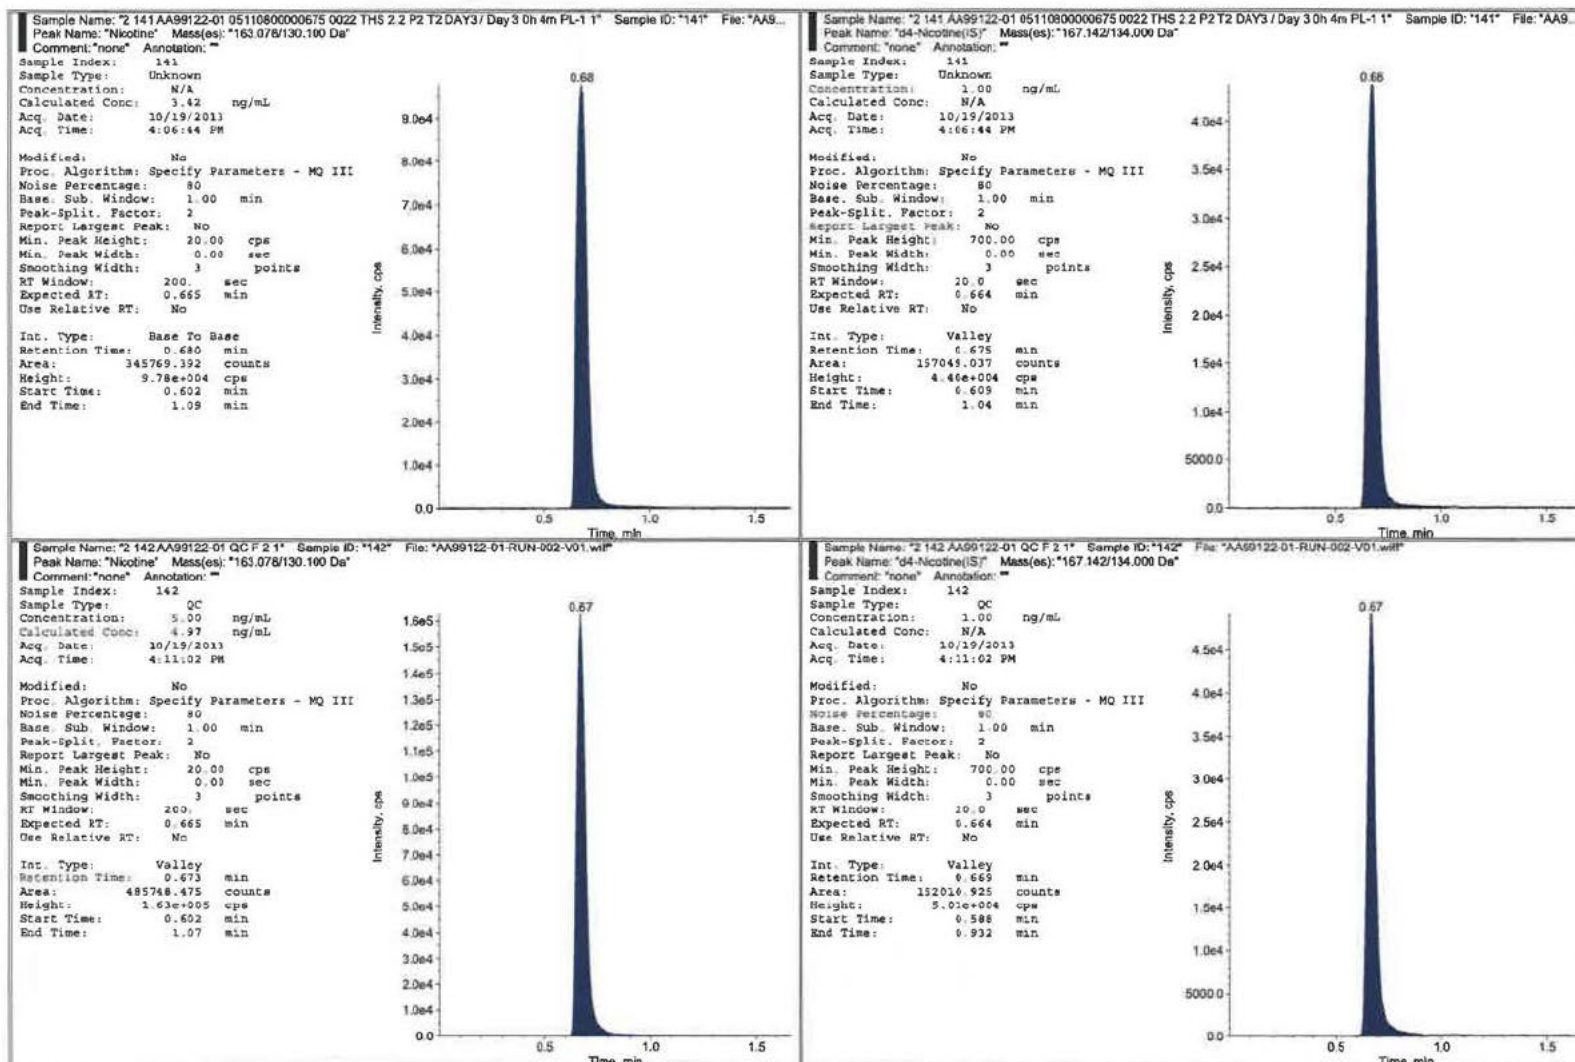 Sample Name: "2 141 AA99122-01 05110800000675 0022 THS 2.2 P2 T2 DAY3 / Day 3 0h 4m PL-1 1" Sample ID: "141" File: "AA9...
Peak Name: "Nicotine" Mass(es): "163.078/130.100 Da"
Comment: "none" Annotation: ""
Sample Index: 141
Sample Type: Unknown
Concentration: N/A
Calculated Conc: 3.42 ng/mL
Acq. Date: 10/19/2013
Acq. Time: 4:06:44 PM
Modified: No
Proc. Algorithm: Specify Parameters - MQ III
Noise Percentage: 80
Base. Sub. Window: 1.00 min
Peak-Split. Factor: 2
Report Largest Peak: No
Min. Peak Height: 20.00 cps
Min. Peak Width: 0.00 sec
Smoothing Width: 3 points
RT Window: 200. sec
Expected RT: 0.665 min
Use Relative RT: No
Int. Type: Base To Base
Retention Time: 0.680 min
Area: 345769.392 counts
Height: 9.78e+004 cps
Start Time: 0.602 min
End Time: 1.09 min
0.68
9.0e4
8.0e4
7.0e4
6.0e4
5.0e4
4.0e4
3.0e4
2.0e4
1.0e4
0.0
Intensity, cps
0.5 1.0 1.5
Time, min
Sample Name: "2 141 AA99122-01 05110800000675 0022 THS 2.2 P2 T2 DAY3 / Day 3 0h 4m PL-1 1" Sample ID: "141" File: "AA9...
Peak Name: "d4-Nicotine(IS)" Mass(es): "167.142/134.000 Da"
Comment: "none" Annotation: ""
Sample Index: 141
Sample Type: Unknown
Concentration: 1.00 ng/mL
Calculated Conc: N/A
Acq. Date: 10/19/2013
Acq. Time: 4:06:44 PM
Modified: No
Proc. Algorithm: Specify Parameters - MQ III
Noise Percentage: 80
Base. Sub. Window: 1.00 min
Peak-Split. Factor: 2
Report Largest Peak: No
Min. Peak Height: 700.00 cps
Min. Peak Width: 0.00 sec
Smoothing Width: 3 points
RT Window: 20.0 sec
Expected RT: 0.664 min
Use Relative RT: No
Int. Type: Valley
Retention Time: 0.675 min
Area: 157045.037 counts
Height: 4.40e+004 cps
Start Time: 0.609 min
End Time: 1.04 min
0.68
4.0e4
3.5e4
3.0e4
2.5e4
2.0e4
1.5e4
1.0e4
5000.0
0.0
Intensity, cps
0.5 1.0 1.5
Time, min
Sample Name: "2 142 AA99122-01 QC F 2 1" Sample ID: "142" File: "AA99122-01-RUN-002-V01.wiff"
Peak Name: "Nicotine" Mass(es): "163.078/130.100 Da"
Comment: "none" Annotation: ""
Sample Index: 142
Sample Type: QC
Concentration: 5.00 ng/mL
Calculated Conc: 4.97 ng/mL
Acq. Date: 10/19/2013
Acq. Time: 4:11:02 PM
Modified: No
Proc. Algorithm: Specify Parameters - MQ III
Noise Percentage: 80
Base. Sub. Window: 1.00 min
Peak-Split. Factor: 2
Report Largest Peak: No
Min. Peak Height: 20.00 cps
Min. Peak Width: 0.00 sec
Smoothing Width: 3 points
RT Window: 200. sec
Expected RT: 0.665 min
Use Relative RT: No
Int. Type: Valley
Retention Time: 0.673 min
Area: 485748.475 counts
Height: 1.63e+005 cps
Start Time: 0.602 min
End Time: 1.07 min
0.67
1.6e5
1.5e5
1.4e5
1.3e5
1.2e5
1.1e5
1.0e5
9.0e4
8.0e4
7.0e4
6.0e4
5.0e4
4.0e4
3.0e4
2.0e4
1.0e4
0.0
Intensity, cps
0.5 1.0 1.5
Time, min
Sample Name: "2 142 AA99122-01 QC F 2 1" Sample ID: "142" File: "AA99122-01-RUN-002-V01.wiff"
Peak Name: "d4-Nicotine(IS)" Mass(es): "167.142/134.000 Da"
Comment: "none" Annotation: ""
Sample Index: 142
Sample Type: QC
Concentration: 1.00 ng/mL
Calculated Conc: N/A
Acq. Date: 10/19/2013
Acq. Time: 4:11:02 PM
Modified: No
Proc. Algorithm: Specify Parameters - MQ III
Noise Percentage: 80
Base. Sub. Window: 1.00 min
Peak-Split. Factor: 2
Report Largest Peak: No
Min. Peak Height: 700.00 cps
Min. Peak Width: 0.00 sec
Smoothing Width: 3 points
RT Window: 20.0 sec
Expected RT: 0.664 min
Use Relative RT: No
Int. Type: Valley
Retention Time: 0.669 min
Area: 152010.925 counts
Height: 5.01e+004 cps
Start Time: 0.588 min
End Time: 0.932 min
0.67
4.5e4
4.0e4
3.5e4
3.0e4
2.5e4
2.0e4
1.5e4
1.0e4
5000.0
0.0
Intensity, cps
0.5 1.0 1.5
Time, min